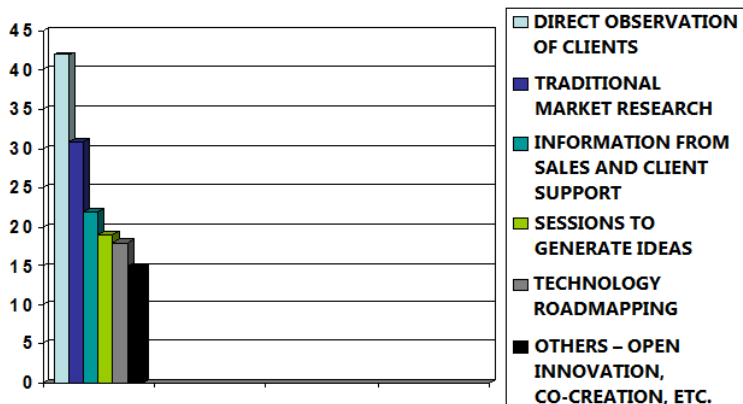 45
40
35
30
25
20
15
10
5
0
DIRECT OBSERVATION
OF CLIENTS
TRADITIONAL
MARKET RESEARCH
INFORMATION FROM
SALES AND CLIENT
SUPPORT
SESSIONS TO
GENERATE IDEAS
TECHNOLOGY
ROADMAPPING
OTHERS – OPEN
INNOVATION,
CO-CREATION, ETC.